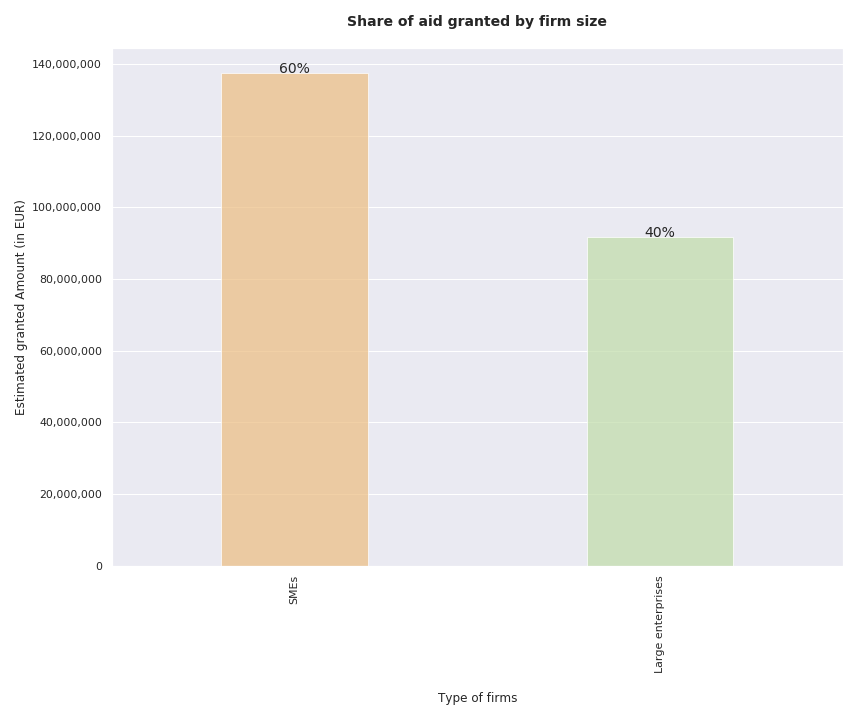 Share of aid granted by firm size
Estimated granted Amount (in EUR)
140,000,000
120,000,000
100,000,000
80,000,000
60,000,000
40,000,000
20,000,000
0
60%
40%
SMEs
Large enterprises
Type of firms